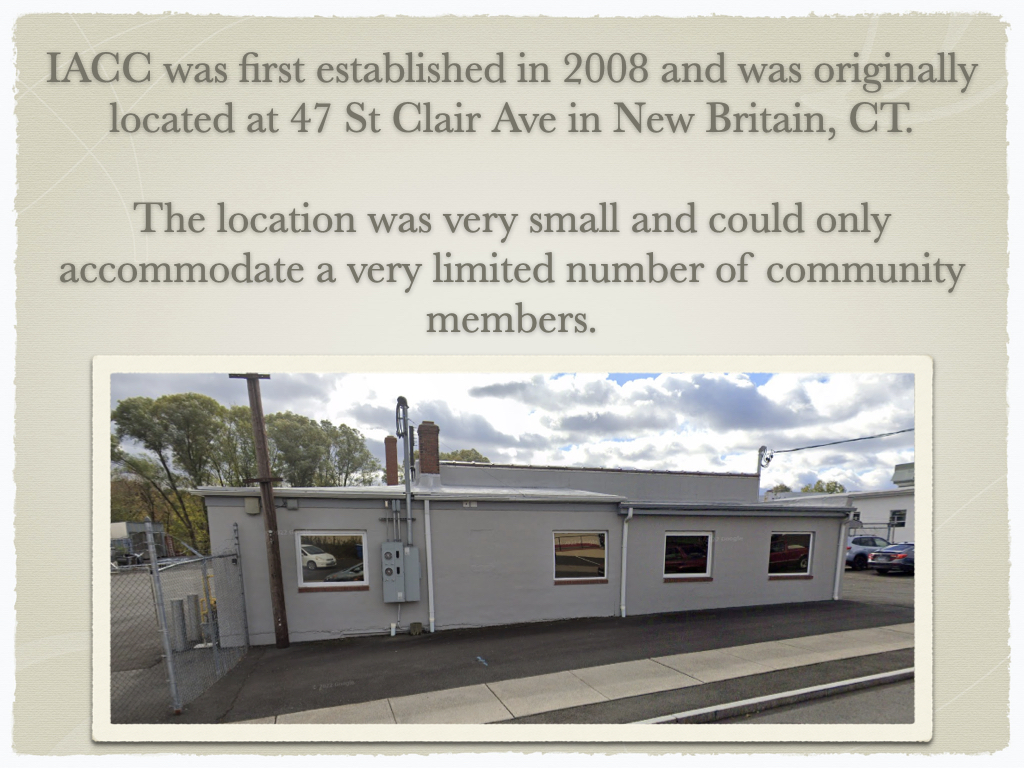 IACC was first established in 2008 and was originally
located at 47 St Clair Ave in New Britain, CT.
The location was very small and could only
accommodate a very limited number of community
members.